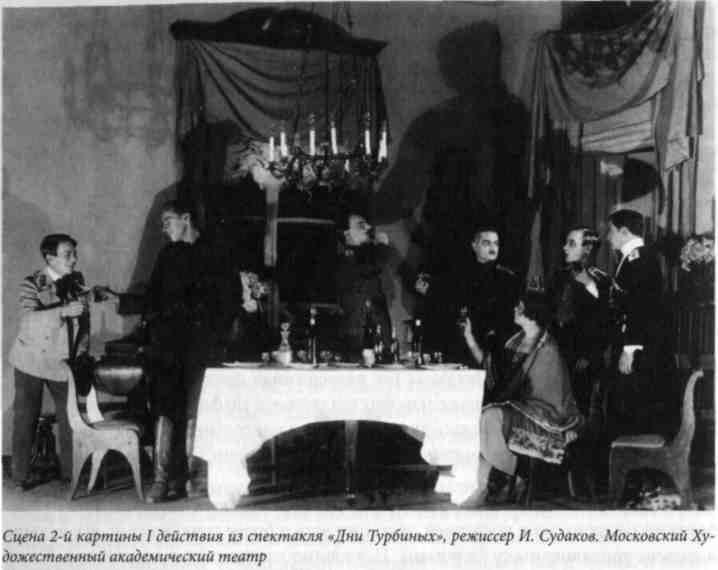 Сцена 2-й картины I действия из спектакля «Дни Турбиных», режиссер И. Судаков. Московский Ху-
дожественный академический театр